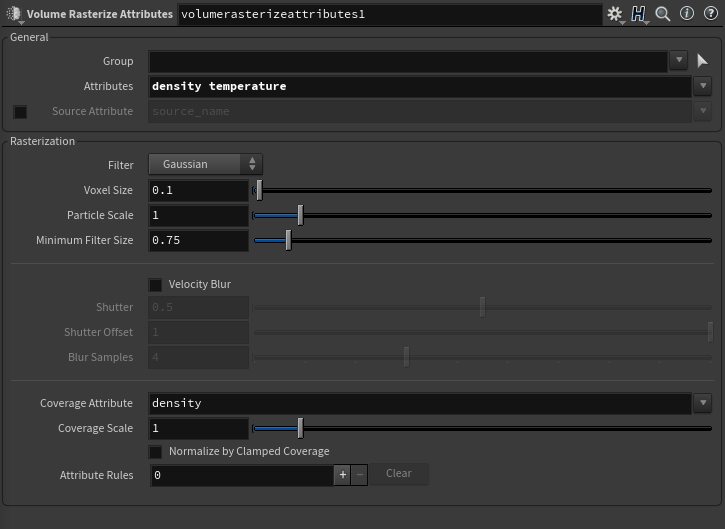 Volume Rasterize Attributes volumerasterizeattributes1
General
Group
Attributes density temperature
Source Attribute source_name
Rasterization
Filter Gaussian
Voxel Size 0.1
Particle Scale 1
Minimum Filter Size 0.75
Velocity Blur
Shutter 0.5
Shutter Offset 1
Blur Samples 4
Coverage Attribute density
Coverage Scale 1
Normalize by Clamped Coverage
Attribute Rules 0 + − Clear